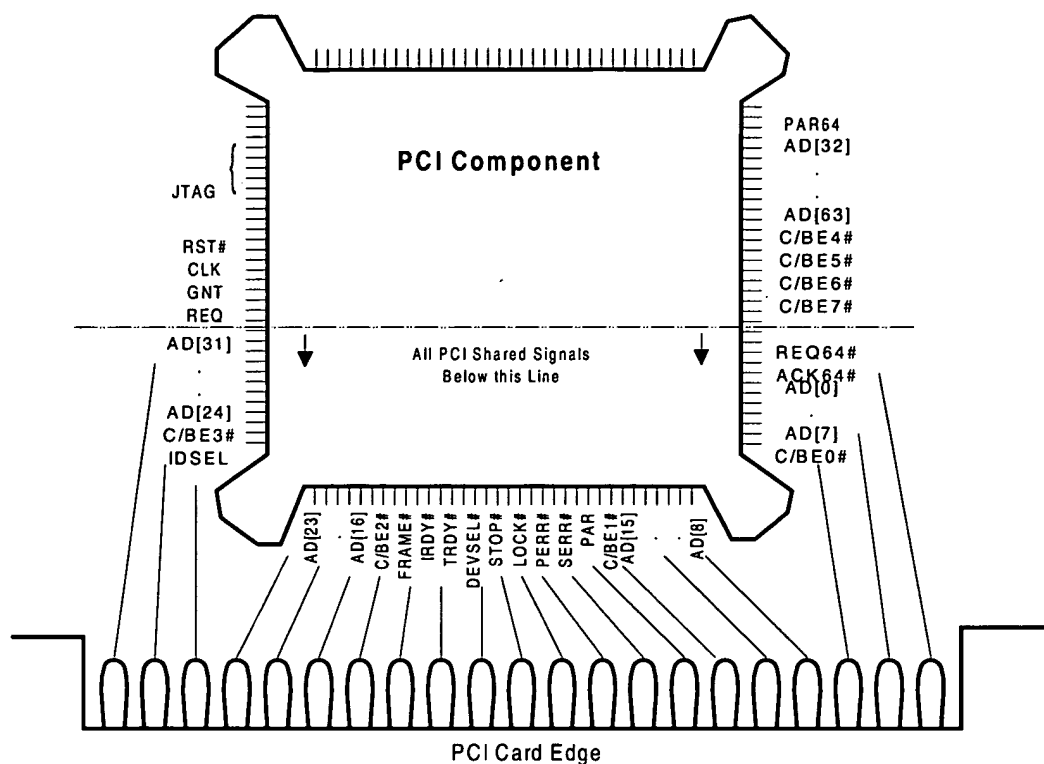 PCI Component
JTAG
RST#
CLK
GNT
REQ
AD[31]
.
.
AD[24]
C/BE3#
IDSEL
PAR64
AD[32]
.
.
AD[63]
C/BE4#
C/BE5#
C/BE6#
C/BE7#
All PCI Shared Signals
Below this Line
REQ64#
ACK64#
AD[0]
.
AD[7]
C/BE0#
AD[23]
.
AD[16]
C/BE2#
FRAME#
IRDY#
TRDY#
DEVSEL#
STOP#
LOCK#
PERR#
SERR#
PAR
C/BE1#
AD[15]
.
.
AD[8]
PCI Card Edge